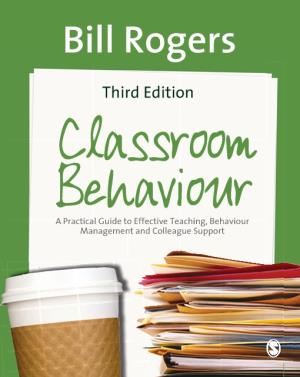 Bill Rogers
Third Edition
Classroom
Behaviour
A Practical Guide to Effective Teaching, Behaviour
Management and Colleague Support